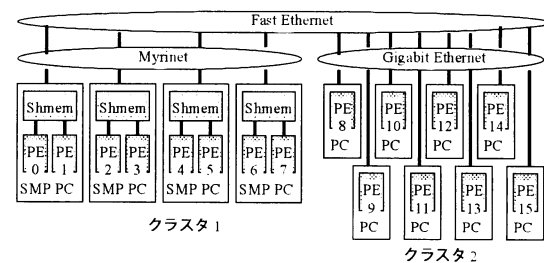 Fast Ethernet
Myrinet
Gigabit Ethernet
Shmem Shmem Shmem Shmem
PE 0 PE 1 PE 2 PE 3 PE 4 PE 5 PE 6 PE 7
SMP PC SMP PC SMP PC SMP PC
クラスタ 1
PE 8 PE 10 PE 12 PE 14
PC PC PC PC
PE 9 PE 11 PE 13 PE 15
PC PC PC PC
クラスタ 2